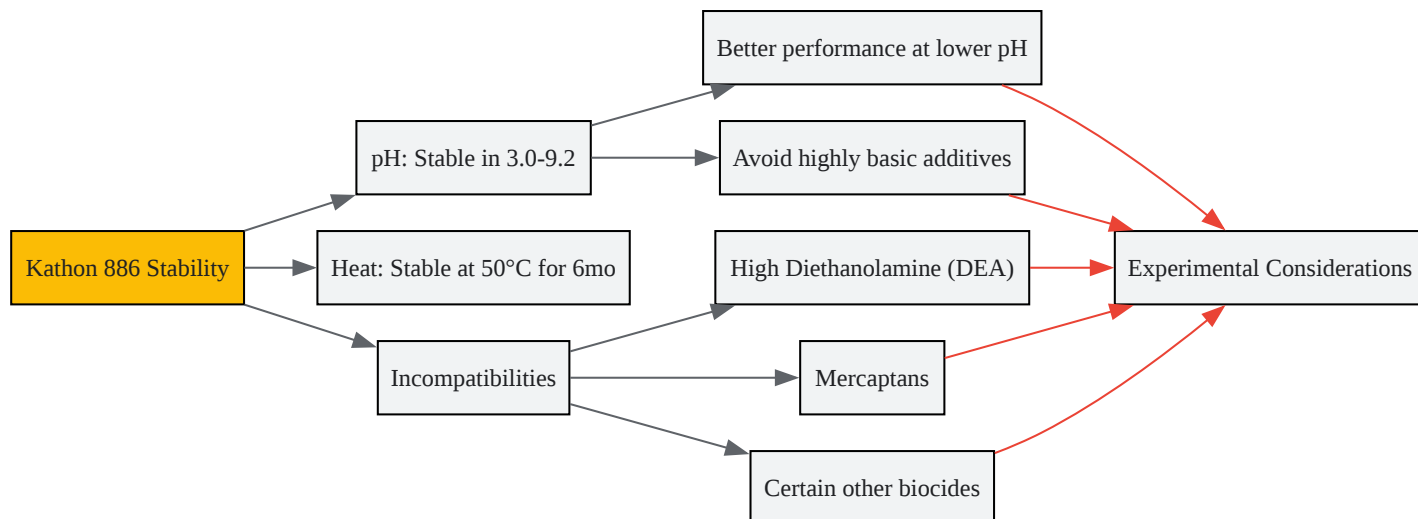 Better performance at lower pH
pH: Stable in 3.0-9.2
Avoid highly basic additives
Kathon 886 Stability
Heat: Stable at 50°C for 6mo
High Diethanolamine (DEA)
Experimental Considerations
Incompatibilities
Mercaptans
Certain other biocides